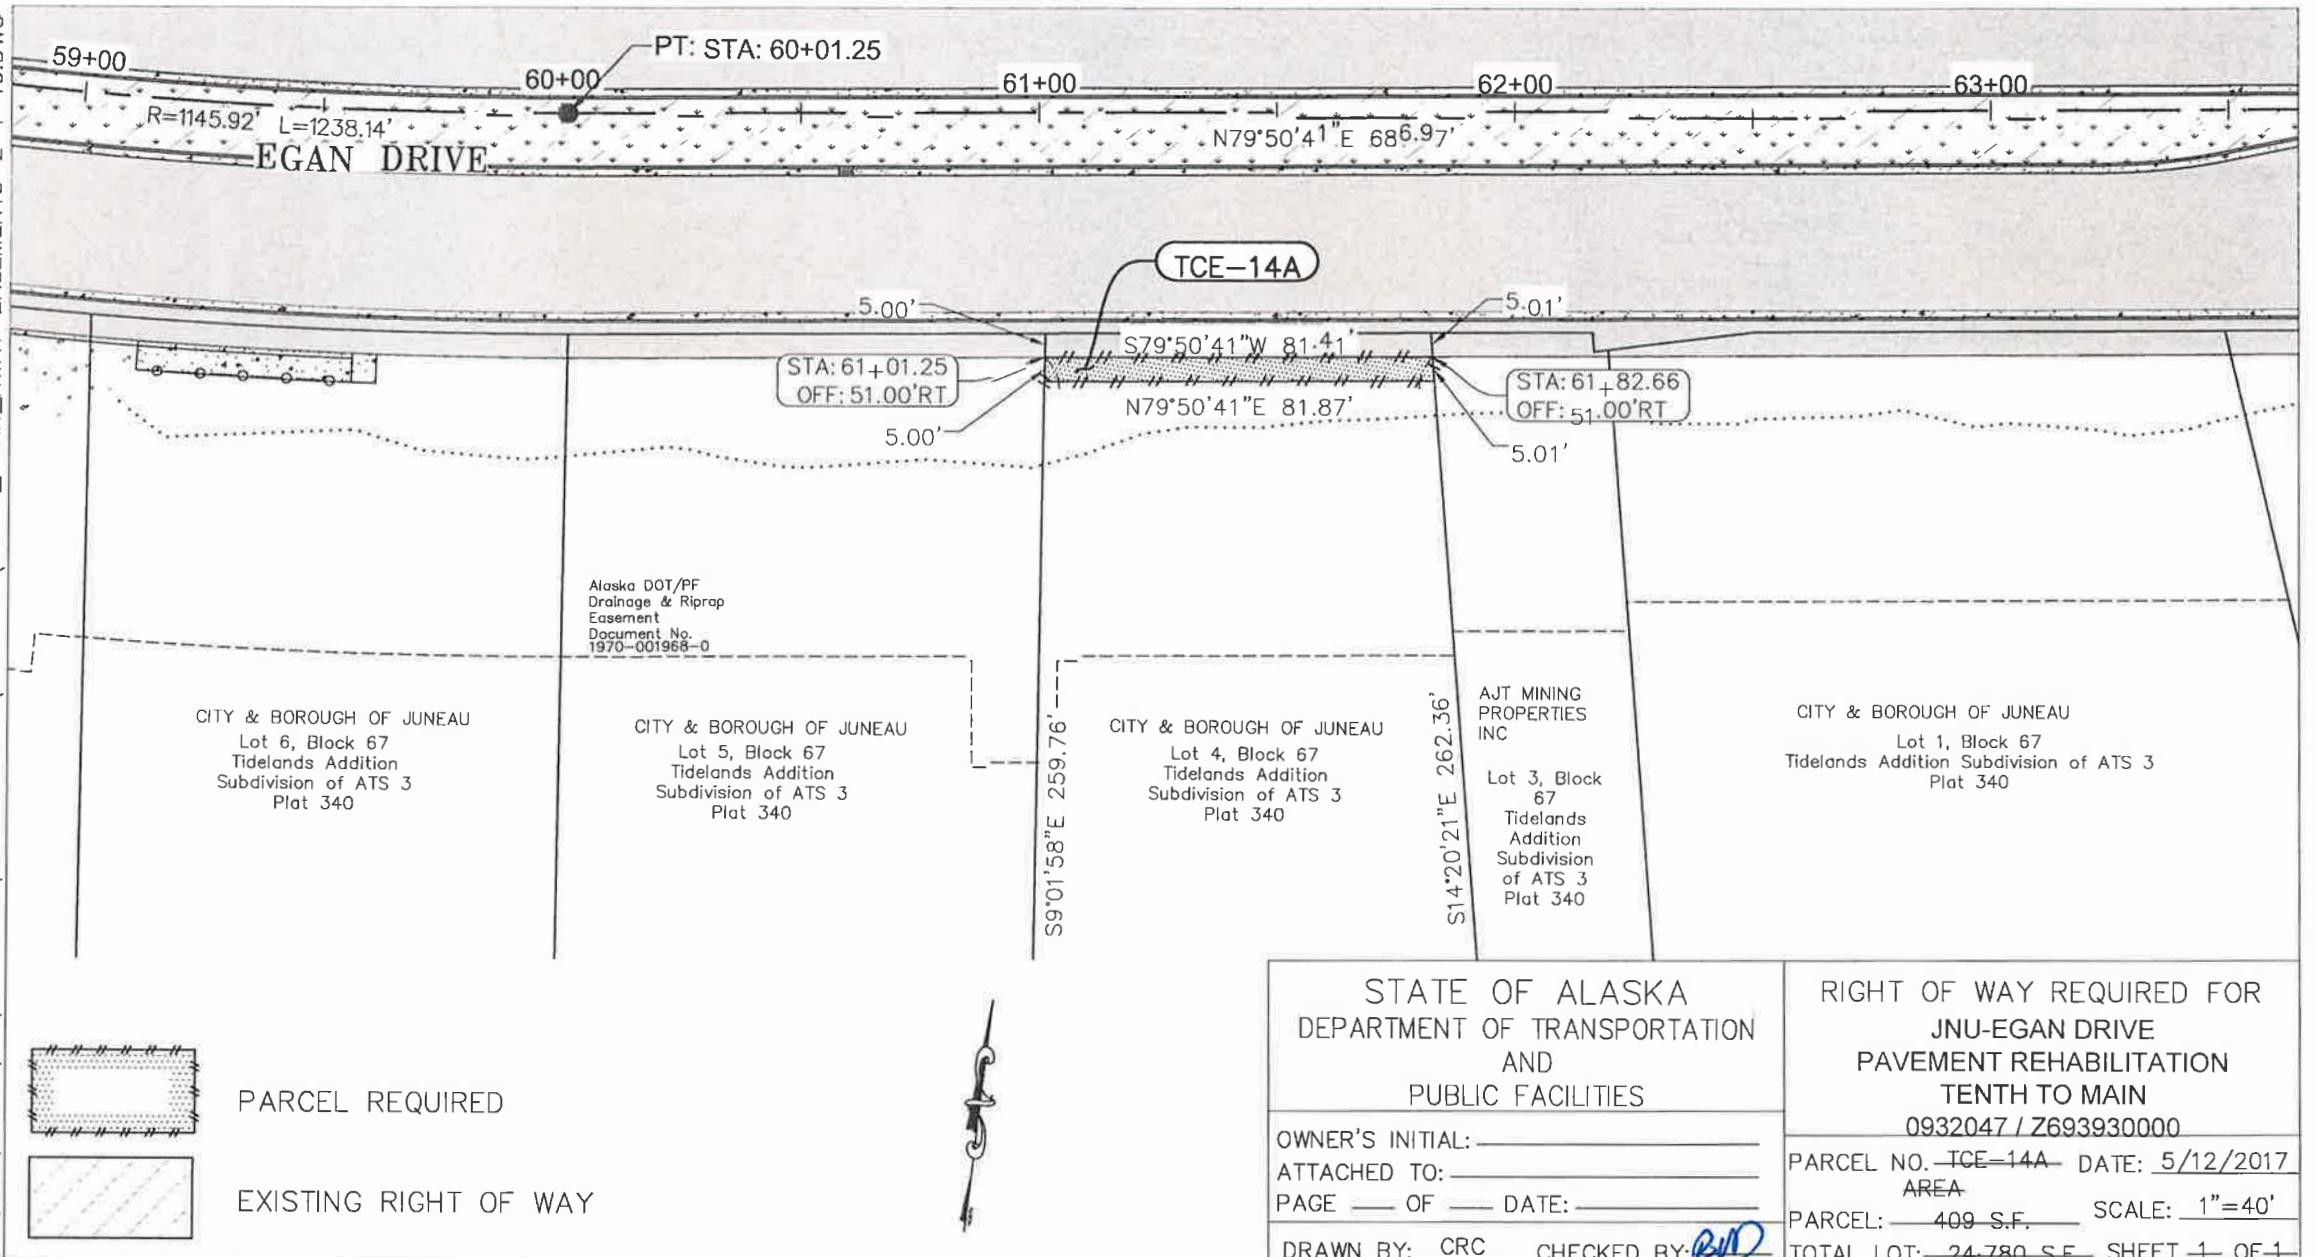 59+00
60+00
PT: STA: 60+01.25
61+00
62+00
63+00
R=1145.92' L=1238.14'
N79°50'41"E 686.97'
EGAN DRIVE
TCE-14A
5.00'
5.01'
S79°50'41"W 81.41'
STA: 61+01.25
OFF: 51.00'RT
STA: 61+82.66
OFF: 51.00'RT
N79°50'41"E 81.87'
5.00'
5.01'
Alaska DOT/PF
Drainage & Riprap
Easement
Document No.
1970-001968-0
CITY & BOROUGH OF JUNEAU
Lot 6, Block 67
Tidelands Addition
Subdivision of ATS 3
Plat 340
CITY & BOROUGH OF JUNEAU
Lot 5, Block 67
Tidelands Addition
Subdivision of ATS 3
Plat 340
S9°01'58"E 259.76'
CITY & BOROUGH OF JUNEAU
Lot 4, Block 67
Tidelands Addition
Subdivision of ATS 3
Plat 340
S14°20'21"E 262.36'
AJT MINING
PROPERTIES
INC
Lot 3, Block
67
Tidelands
Addition
Subdivision
of ATS 3
Plat 340
CITY & BOROUGH OF JUNEAU
Lot 1, Block 67
Tidelands Addition Subdivision of ATS 3
Plat 340
PARCEL REQUIRED
EXISTING RIGHT OF WAY
STATE OF ALASKA
DEPARTMENT OF TRANSPORTATION
AND
PUBLIC FACILITIES
OWNER'S INITIAL:
ATTACHED TO:
PAGE OF DATE:
DRAWN BY: CRC CHECKED BY:
RIGHT OF WAY REQUIRED FOR
JNU-EGAN DRIVE
PAVEMENT REHABILITATION
TENTH TO MAIN
0932047 / Z693930000
PARCEL NO. TCE-14A DATE: 5/12/2017
AREA
PARCEL: 409 S.F. SCALE: 1"=40'
TOTAL LOT: 24,780 S.F. SHEET 1 OF 1